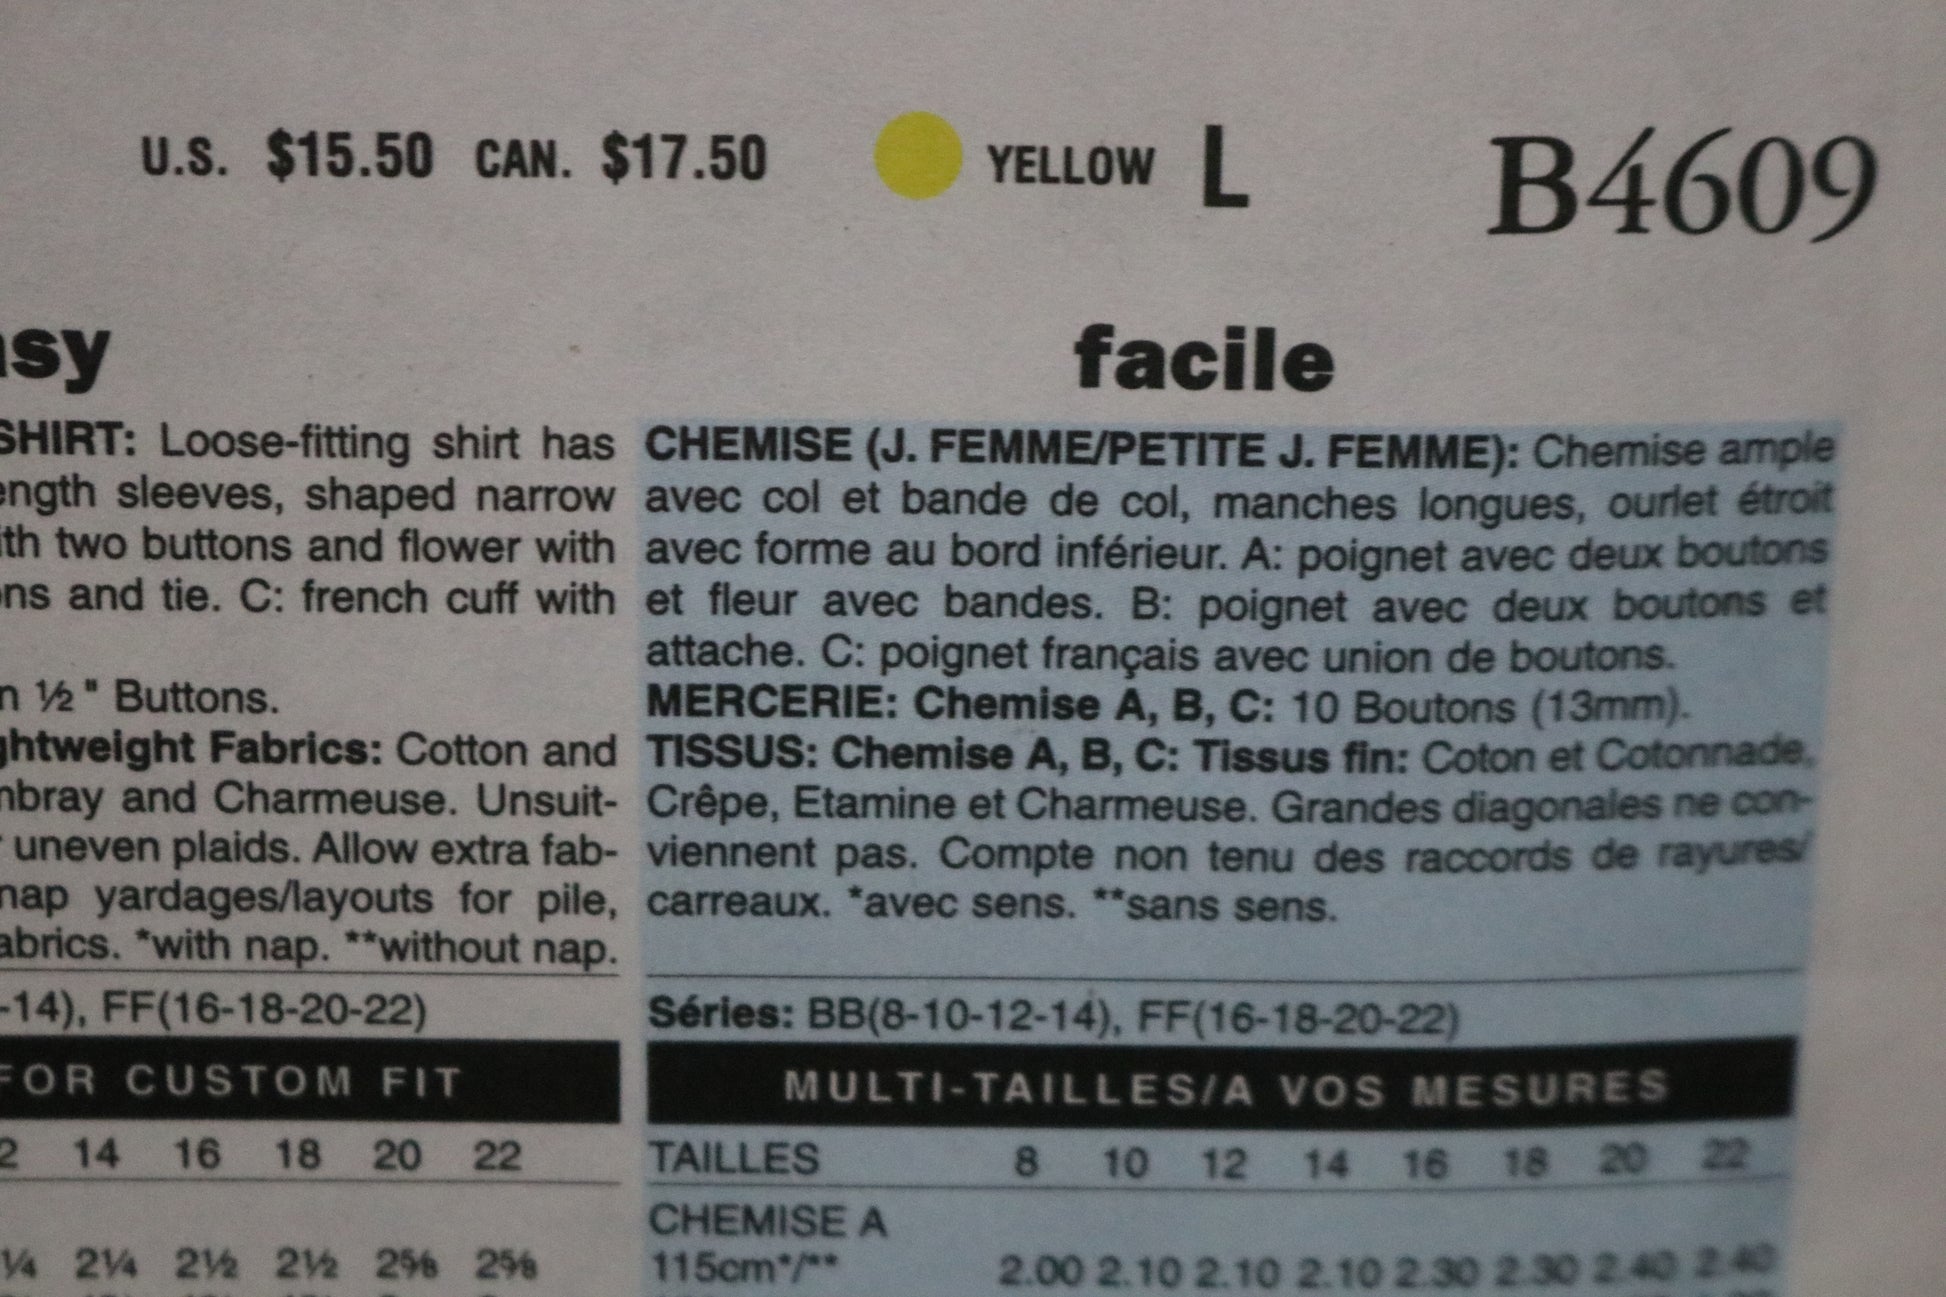 U.S. $15.50 CAN. $17.50 YELLOW L B4609
facile
SHIRT: Loose-fitting shirt has
sleeves, shaped narrow
two buttons and flower with
and tie. C: french cuff with
½ " Buttons.
Fabrics: Cotton and
and Charmeuse. Unsuit-
uneven plaids. Allow extra fab-
nap yardages/layouts for pile,
*with nap. **without nap.
-14), FF(16-18-20-22)
FOR CUSTOM FIT
14 16 18 20 22
2¼ 2½ 2½ 2⅝ 2⅝
CHEMISE (J. FEMME/PETITE J. FEMME): Chemise ample
avec col et bande de col, manches longues, ourlet étroit
avec forme au bord inférieur. A: poignet avec deux boutons
et fleur avec bandes. B: poignet avec deux boutons et
attache. C: poignet français avec union de boutons.
MERCERIE: Chemise A, B, C: 10 Boutons (13mm).
TISSUS: Chemise A, B, C: Tissus fin: Coton et Cotonnade,
Crêpe, Etamine et Charmeuse. Grandes diagonales ne con-
viennent pas. Compte non tenu des raccords de rayures/
carreaux. *avec sens. **sans sens.
Séries: BB(8-10-12-14), FF(16-18-20-22)
MULTI-TAILLES/A VOS MESURES
TAILLES 8 10 12 14 16 18 20 22
CHEMISE A
115cm*/** 2.00 2.10 2.10 2.10 2.30 2.30 2.40 2.40